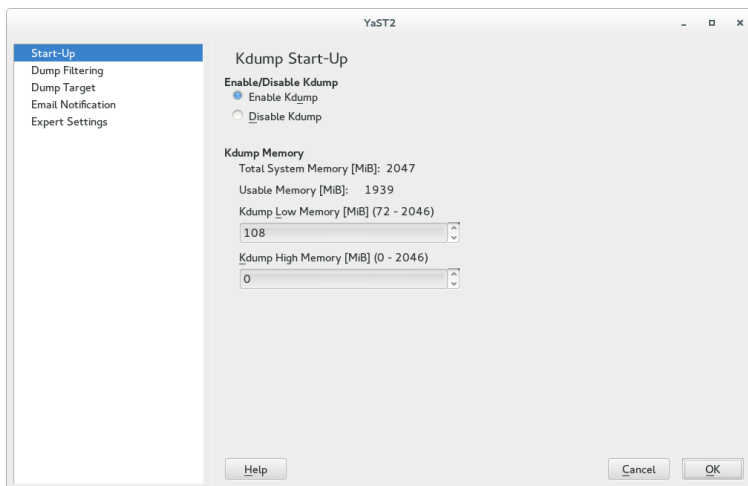 YaST2
Start-Up
Dump Filtering
Dump Target
Email Notification
Expert Settings
Kdump Start-Up
Enable/Disable Kdump
Enable Kdump
Disable Kdump
Kdump Memory
Total System Memory [MiB]: 2047
Usable Memory [MiB]: 1939
Kdump Low Memory [MiB] (72 - 2046)
108
Kdump High Memory [MiB] (0 - 2046)
0
Help
Cancel
OK